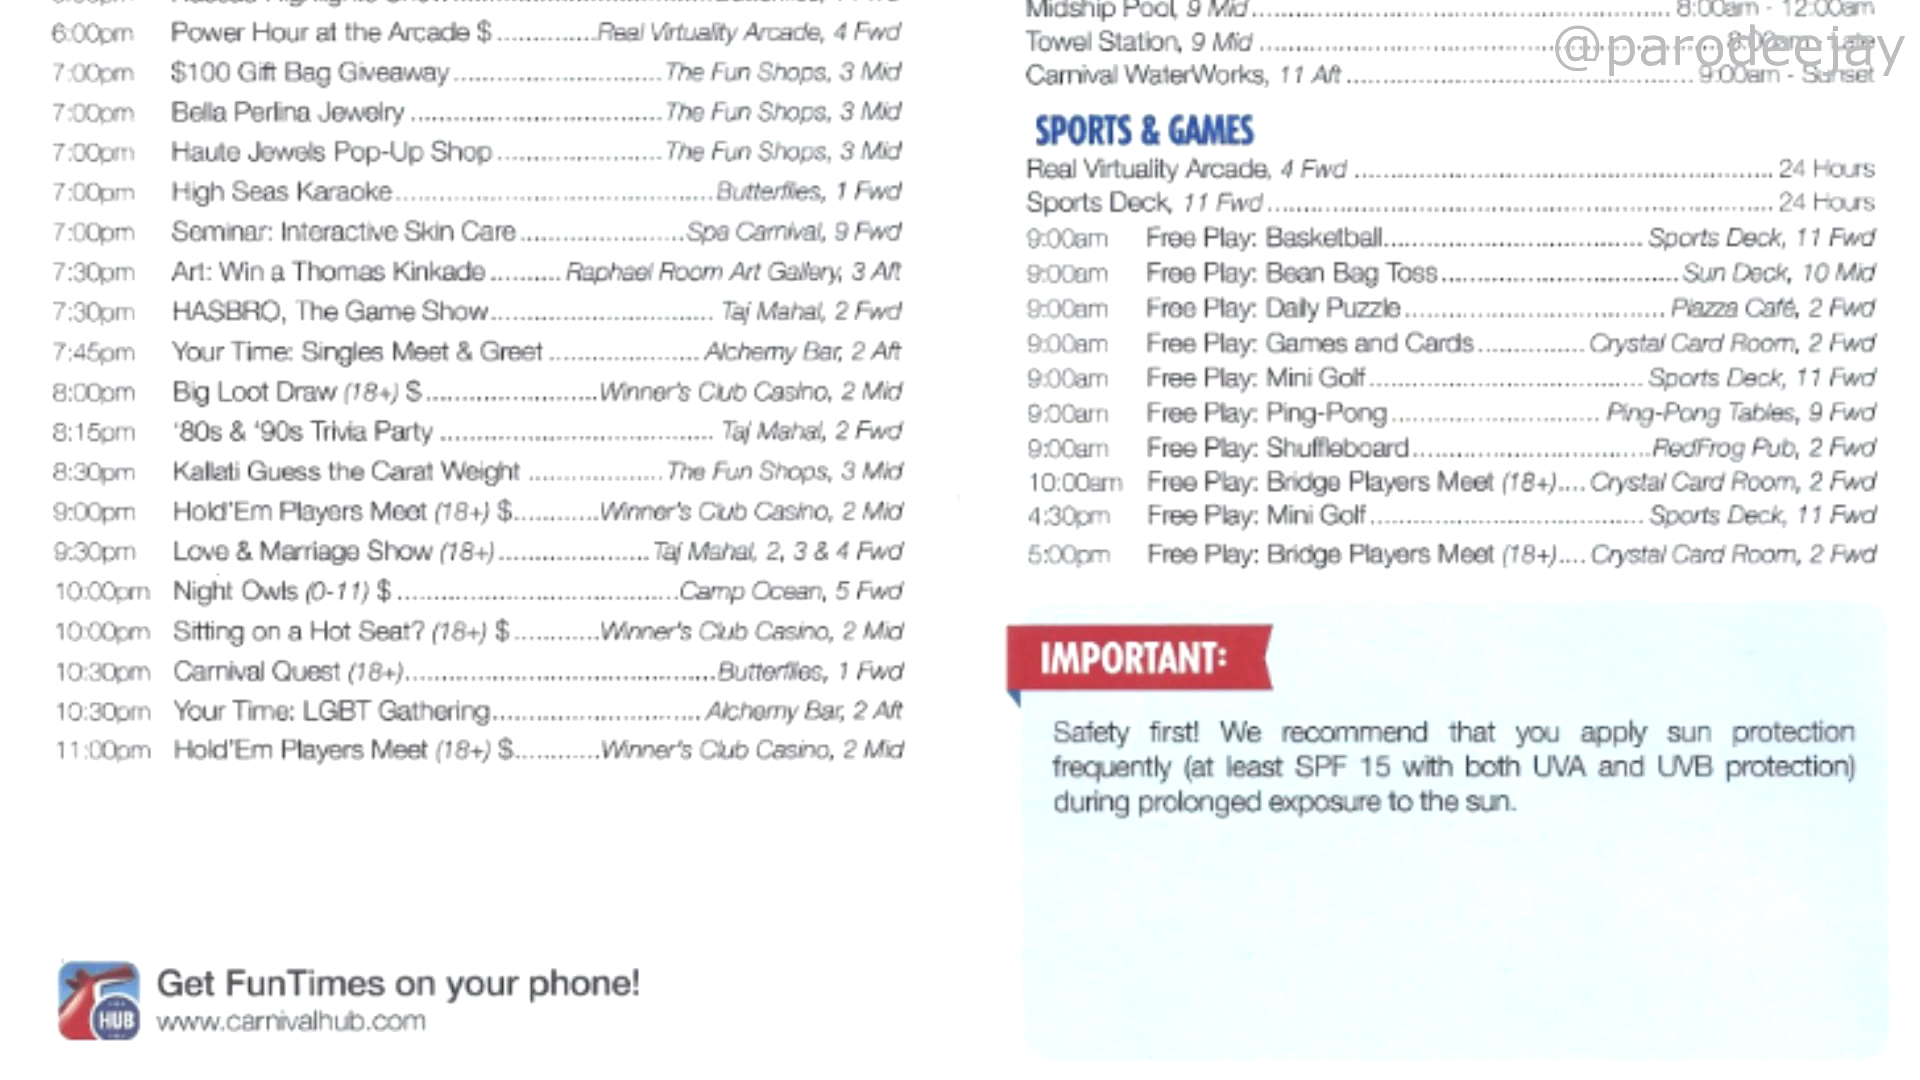 6:00pm Power Hour at the Arcade $ ..............Real Virtuality Arcade, 4 Fwd
7:00pm $100 Gift Bag Giveaway...............................The Fun Shops, 3 Mid
7:00pm Bella Perlina Jewelry .....................................The Fun Shops, 3 Mid
7:00pm Haute Jewels Pop-Up Shop ........................The Fun Shops, 3 Mid
7:00pm High Seas Karaoke...............................................Butterflies, 1 Fwd
7:00pm Seminar: Interactive Skin Care ........................Spa Carnival, 9 Fwd
7:30pm Art: Win a Thomas Kinkade .......... Raphael Room Art Gallery, 3 Aft
7:30pm HASBRO, The Game Show................................. Taj Mahal, 2 Fwd
7:45pm Your Time: Singles Meet & Greet ...................... Alchemy Bar, 2 Aft
8:00pm Big Loot Draw (18+) $.........................Winner's Club Casino, 2 Mid
8:15pm '80s & '90s Trivia Party ........................................ Taj Mahal, 2 Fwd
8:30pm Kallati Guess the Carat Weight ....................The Fun Shops, 3 Mid
9:00pm Hold'Em Players Meet (18+) $............Winner's Club Casino, 2 Mid
9:30pm Love & Marriage Show (18+)...................... Taj Mahal, 2, 3 & 4 Fwd
10:00pm Night Owls (0-11) $ .........................................Camp Ocean, 5 Fwd
10:00pm Sitting on a Hot Seat? (18+) $ ............Winner's Club Casino, 2 Mid
10:30pm Carnival Quest (18+)..............................................Butterflies, 1 Fwd
10:30pm Your Time: LGBT Gathering.............................. Alchemy Bar, 2 Aft
11:00pm Hold'Em Players Meet (18+) $............Winner's Club Casino, 2 Mid
Get FunTimes on your phone!
HUB
www.carnivalhub.com
Midship Pool, 9 Mid............................................................. 8:00am - 12:00am
@parodeejay
Towel Station, 9 Mid .................................................................... 8:00am - Late
Carnival WaterWorks, 11 Aft ................................................... 9:00am - Sunset
SPORTS & GAMES
Real Virtuality Arcade, 4 Fwd ............................................................. 24 Hours
Sports Deck, 11 Fwd.......................................................................... 24 Hours
9:00am Free Play: Basketball...................................... Sports Deck, 11 Fwd
9:00am Free Play: Bean Bag Toss................................... Sun Deck, 10 Mid
9:00am Free Play: Daily Puzzle.......................................... Piazza Café, 2 Fwd
9:00am Free Play: Games and Cards............... Crystal Card Room, 2 Fwd
9:00am Free Play: Mini Golf......................................... Sports Deck, 11 Fwd
9:00am Free Play: Ping-Pong............................... Ping-Pong Tables, 9 Fwd
9:00am Free Play: Shuffleboard...................................RedFrog Pub, 2 Fwd
10:00am Free Play: Bridge Players Meet (18+).... Crystal Card Room, 2 Fwd
4:30pm Free Play: Mini Golf......................................... Sports Deck, 11 Fwd
5:00pm Free Play: Bridge Players Meet (18+).... Crystal Card Room, 2 Fwd
IMPORTANT:
Safety first! We recommend that you apply sun protection
frequently (at least SPF 15 with both UVA and UVB protection)
during prolonged exposure to the sun.